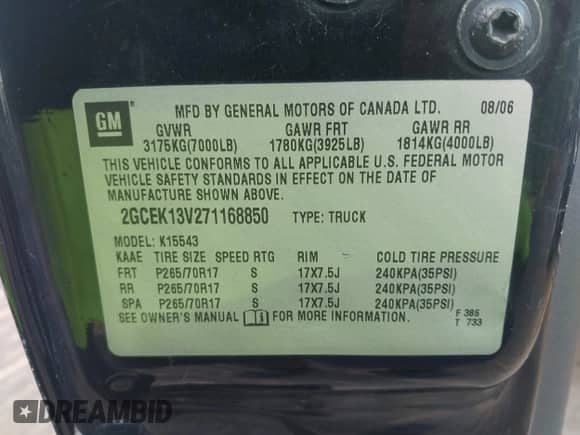 GM
MFD BY GENERAL MOTORS OF CANADA LTD. 08/06
GVWR GAWR FRT GAWR RR
3175KG(7000LB) 1780KG(3925LB) 1814KG(4000LB)
THIS VEHICLE CONFORMS TO ALL APPLICABLE U.S. FEDERAL MOTOR
VEHICLE SAFETY STANDARDS IN EFFECT ON THE DATE OF
MANUFACTURE SHOWN ABOVE.
2GCEK13V271168850 TYPE: TRUCK
MODEL: K15543
KAAE TIRE SIZE SPEED RTG RIM COLD TIRE PRESSURE
FRT P265/70R17 S 17X7.5J 240KPA(35PSI)
RR P265/70R17 S 17X7.5J 240KPA(35PSI)
SPA P265/70R17 S 17X7.5J 240KPA(35PSI)
SEE OWNER'S MANUAL FOR MORE INFORMATION.
F 386
T 733
DREAMBID